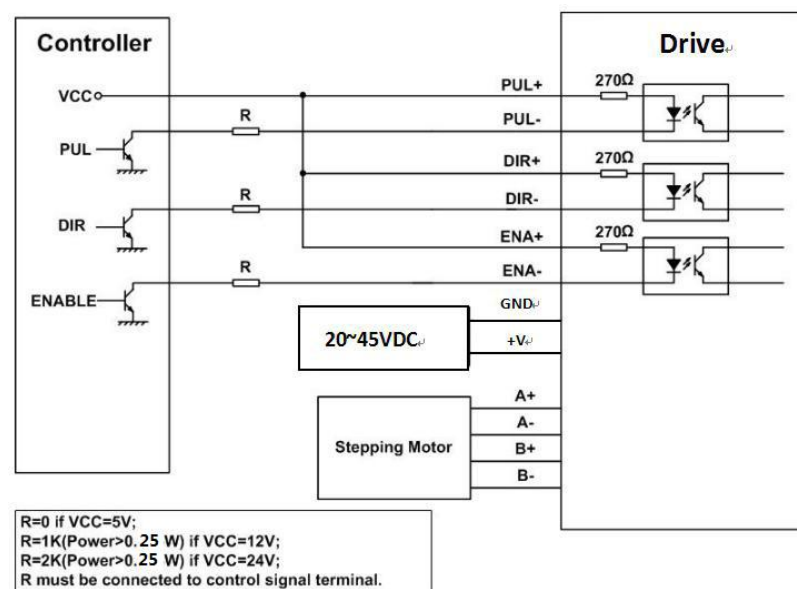 Controller
Drive
VCC
PUL+
270Ω
R
PUL-
PUL
DIR+
270Ω
R
DIR-
DIR
ENA+
270Ω
R
ENA-
ENABLE
GND
20~45VDC
+V
A+
A-
Stepping Motor
B+
B-
R=0 if VCC=5V;
R=1K(Power>0.25 W) if VCC=12V;
R=2K(Power>0.25 W) if VCC=24V;
R must be connected to control signal terminal.